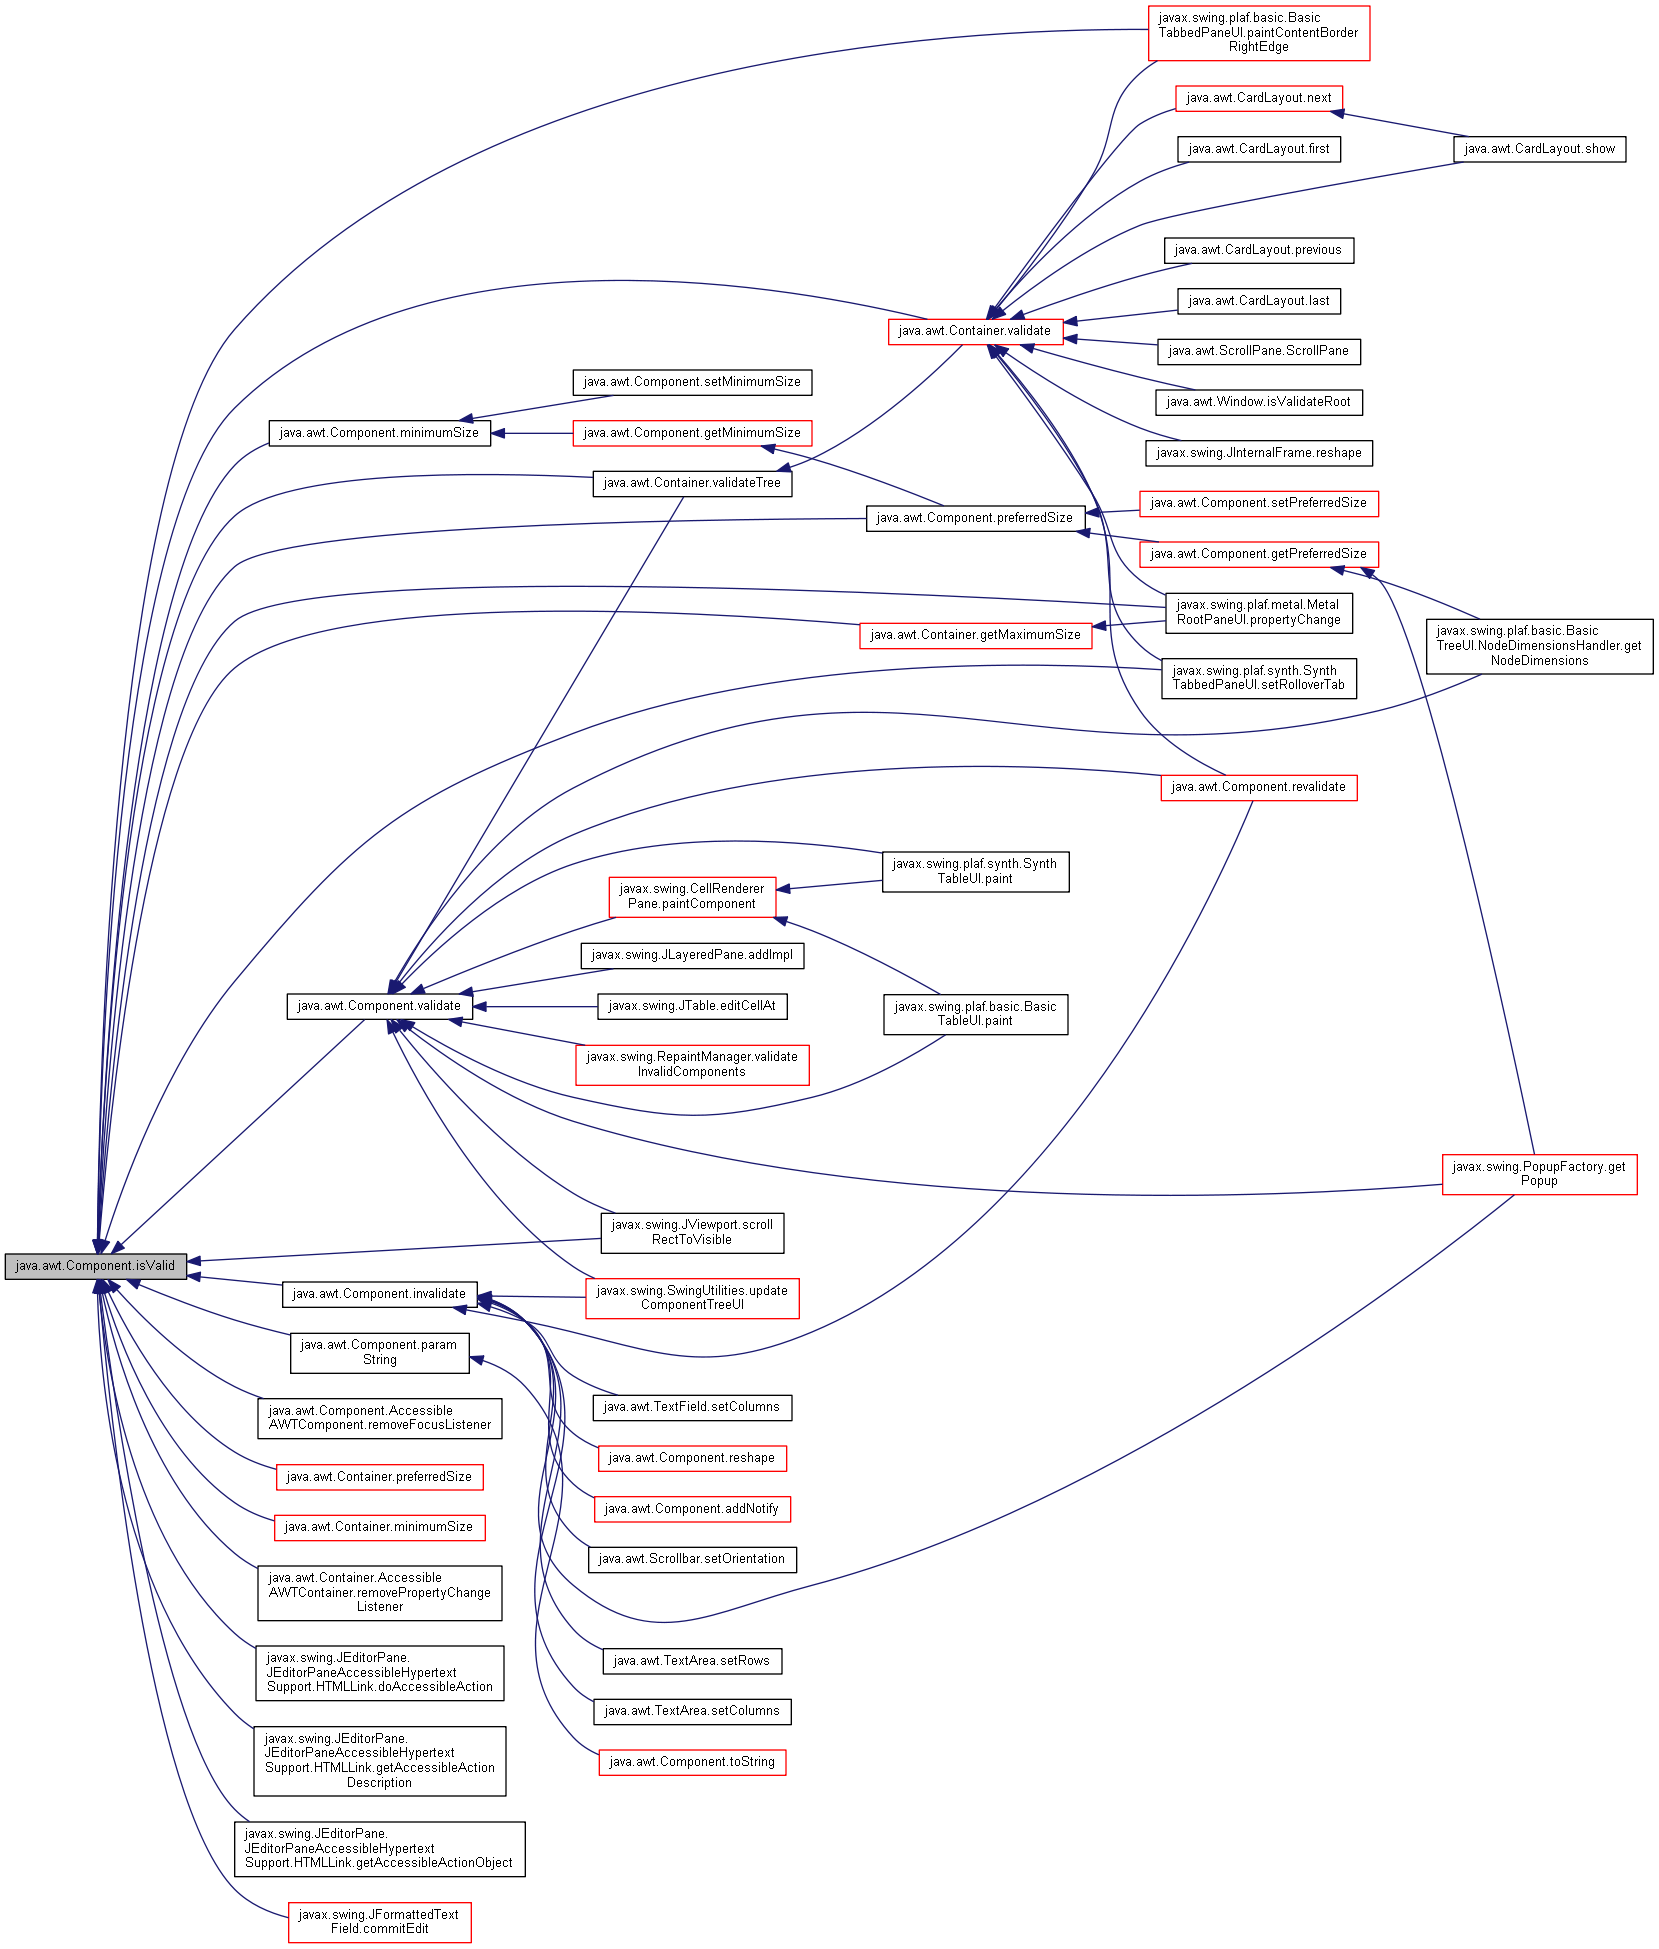 javax.swing.plaf.basic.Basic
TabbedPaneUI.paintContentBorder
RightEdge
java.awt.CardLayout.next
java.awt.CardLayout.first
java.awt.CardLayout.show
java.awt.CardLayout.previous
java.awt.CardLayout.last
java.awt.Container.validate
java.awt.ScrollPane.ScrollPane
java.awt.Component.setMinimumSize
java.awt.Window.isValidateRoot
java.awt.Component.minimumSize
java.awt.Component.getMinimumSize
javax.swing.JInternalFrame.reshape
java.awt.Container.validateTree
java.awt.Component.setPreferredSize
java.awt.Component.preferredSize
java.awt.Component.getPreferredSize
javax.swing.plaf.metal.Metal
RootPaneUI.propertyChange
java.awt.Container.getMaximumSize
javax.swing.plaf.basic.Basic
TreeUI.NodeDimensionsHandler.get
NodeDimensions
javax.swing.plaf.synth.Synth
TabbedPaneUI.setRolloverTab
java.awt.Component.revalidate
javax.swing.plaf.synth.Synth
TableUI.paint
javax.swing.CellRenderer
Pane.paintComponent
javax.swing.JLayeredPane.addImpl
java.awt.Component.validate
javax.swing.JTable.editCellAt
javax.swing.plaf.basic.Basic
TableUI.paint
javax.swing.RepaintManager.validate
InvalidComponents
javax.swing.PopupFactory.get
Popup
javax.swing.JViewport.scroll
RectToVisible
java.awt.Component.isValid
java.awt.Component.invalidate
javax.swing.SwingUtilities.update
ComponentTreeUI
java.awt.Component.param
String
java.awt.Component.Accessible
AWTComponent.removeFocusListener
java.awt.TextField.setColumns
java.awt.Component.reshape
java.awt.Container.preferredSize
java.awt.Component.addNotify
java.awt.Container.minimumSize
java.awt.Scrollbar.setOrientation
java.awt.Container.Accessible
AWTContainer.removePropertyChange
Listener
javax.swing.JEditorPane.
JEditorPaneAccessibleHypertext
Support.HTMLLink.doAccessibleAction
java.awt.TextArea.setRows
java.awt.TextArea.setColumns
javax.swing.JEditorPane.
JEditorPaneAccessibleHypertext
Support.HTMLLink.getAccessibleAction
Description
java.awt.Component.toString
javax.swing.JEditorPane.
JEditorPaneAccessibleHypertext
Support.HTMLLink.getAccessibleActionObject
javax.swing.JFormattedText
Field.commitEdit